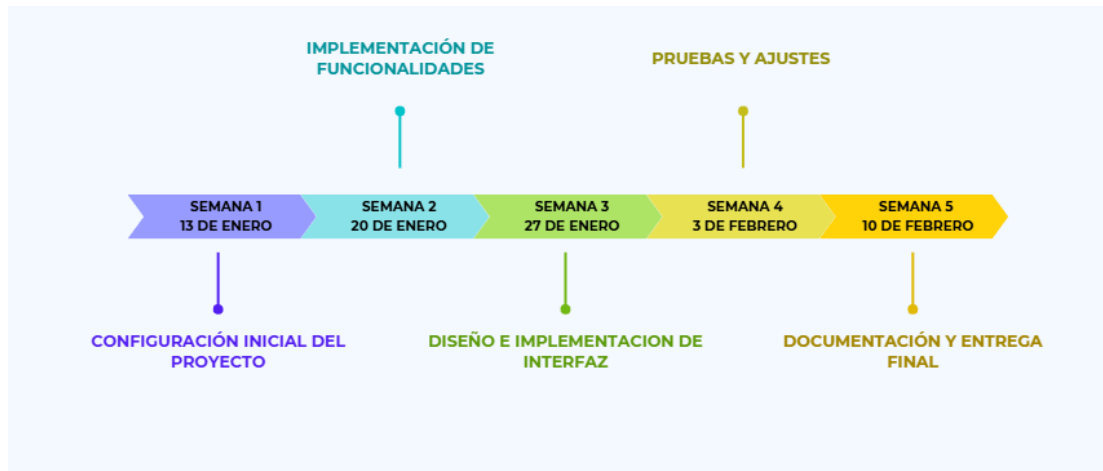 IMPLEMENTACIÓN DE
FUNCIONALIDADES
PRUEBAS Y AJUSTES
SEMANA 1
13 DE ENERO
SEMANA 2
20 DE ENERO
SEMANA 3
27 DE ENERO
SEMANA 4
3 DE FEBRERO
SEMANA 5
10 DE FEBRERO
CONFIGURACIÓN INICIAL DEL
PROYECTO
DISEÑO E IMPLEMENTACION DE
INTERFAZ
DOCUMENTACIÓN Y ENTREGA
FINAL